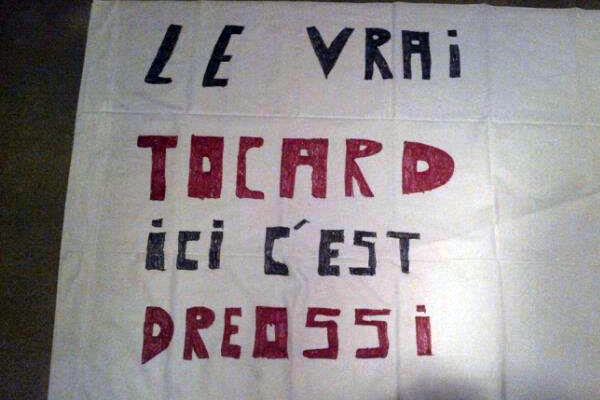 LE VRAi
TOCARD
iCi C'EST
DREOSSi